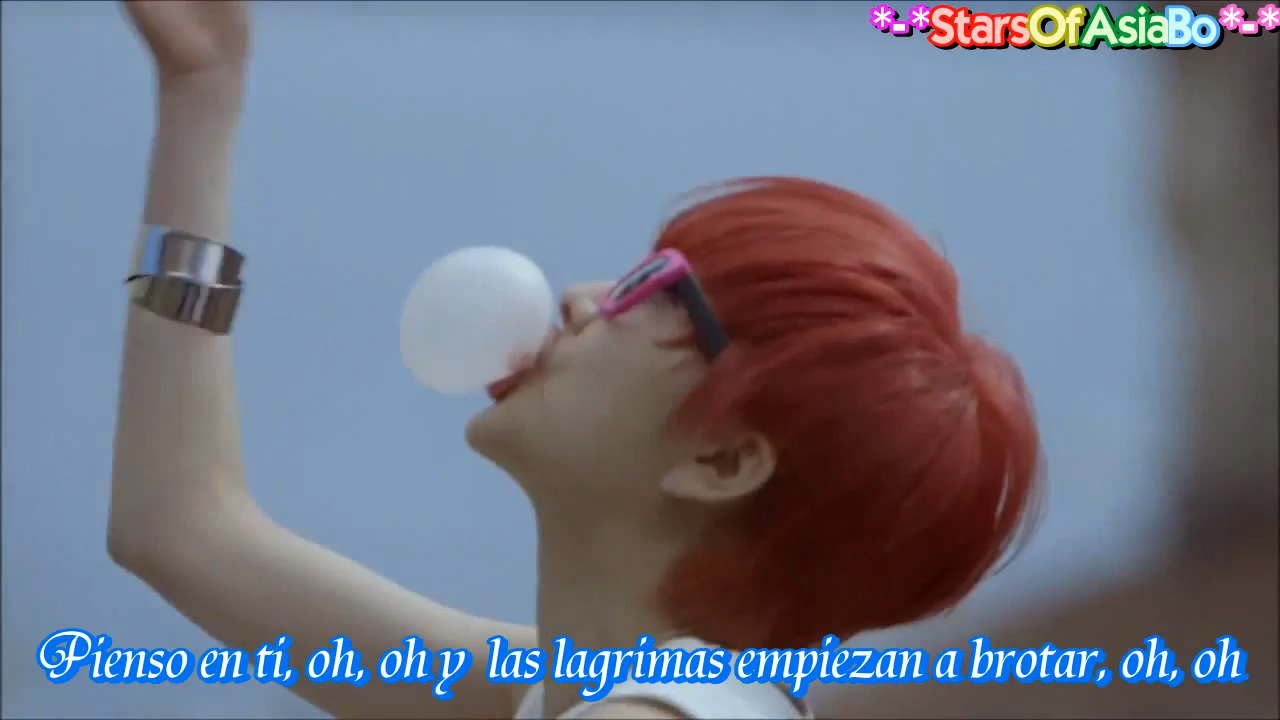 *-*StarsOfAsiaBo*-*
Pienso en ti, oh, oh y las lagrimas empiezan a brotar, oh, oh